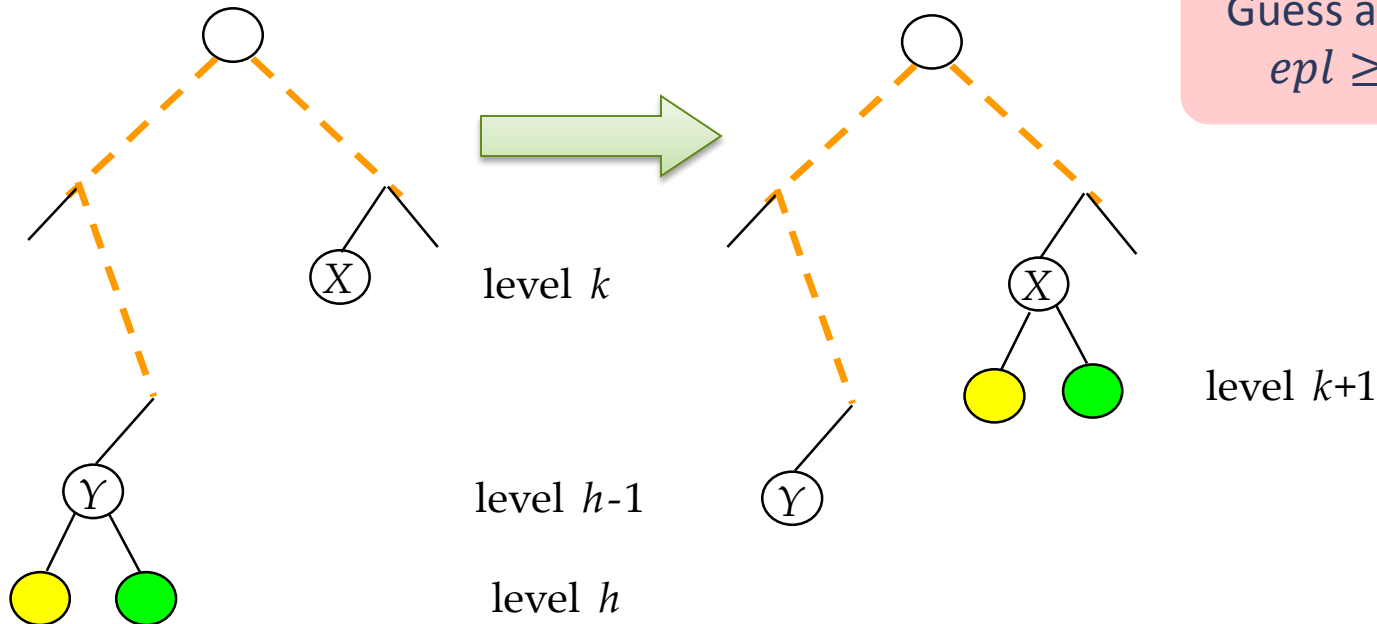 Guess a
epl ≥
X
level k
X
level k+1
Y
level h-1
Y
level h